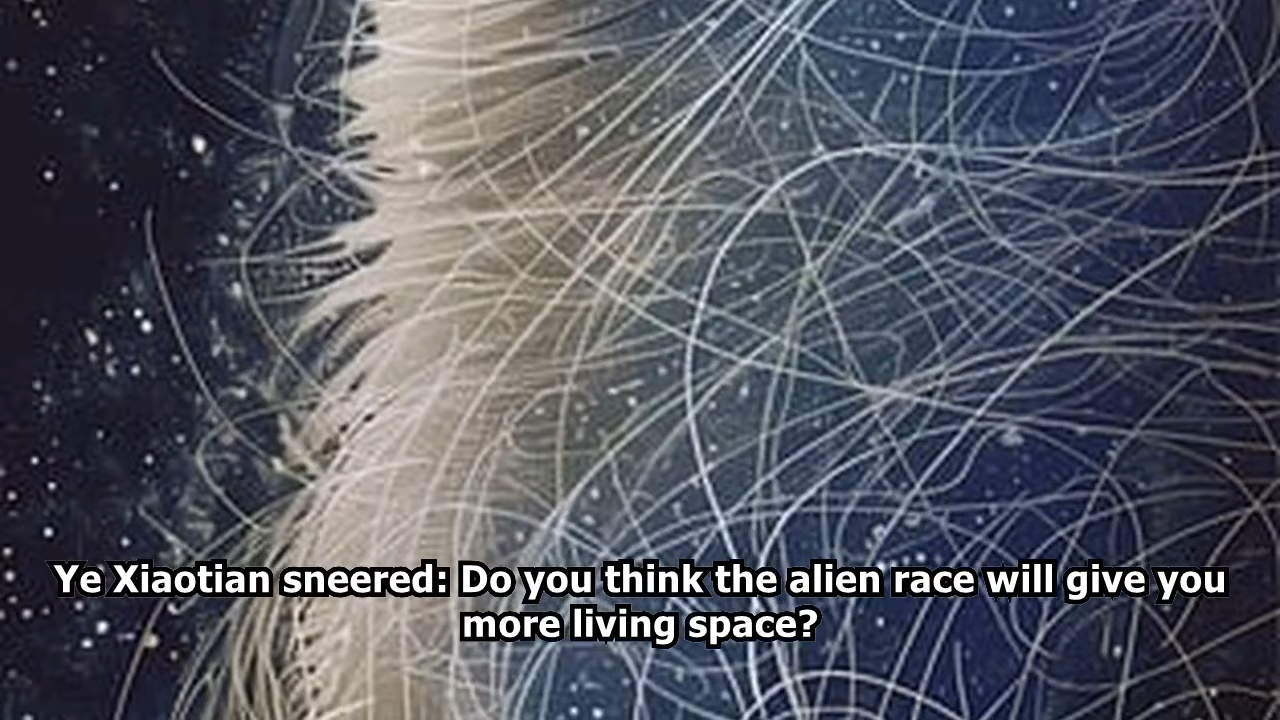 Ye Xiaotian sneered: Do you think the alien race will give you
more living space?